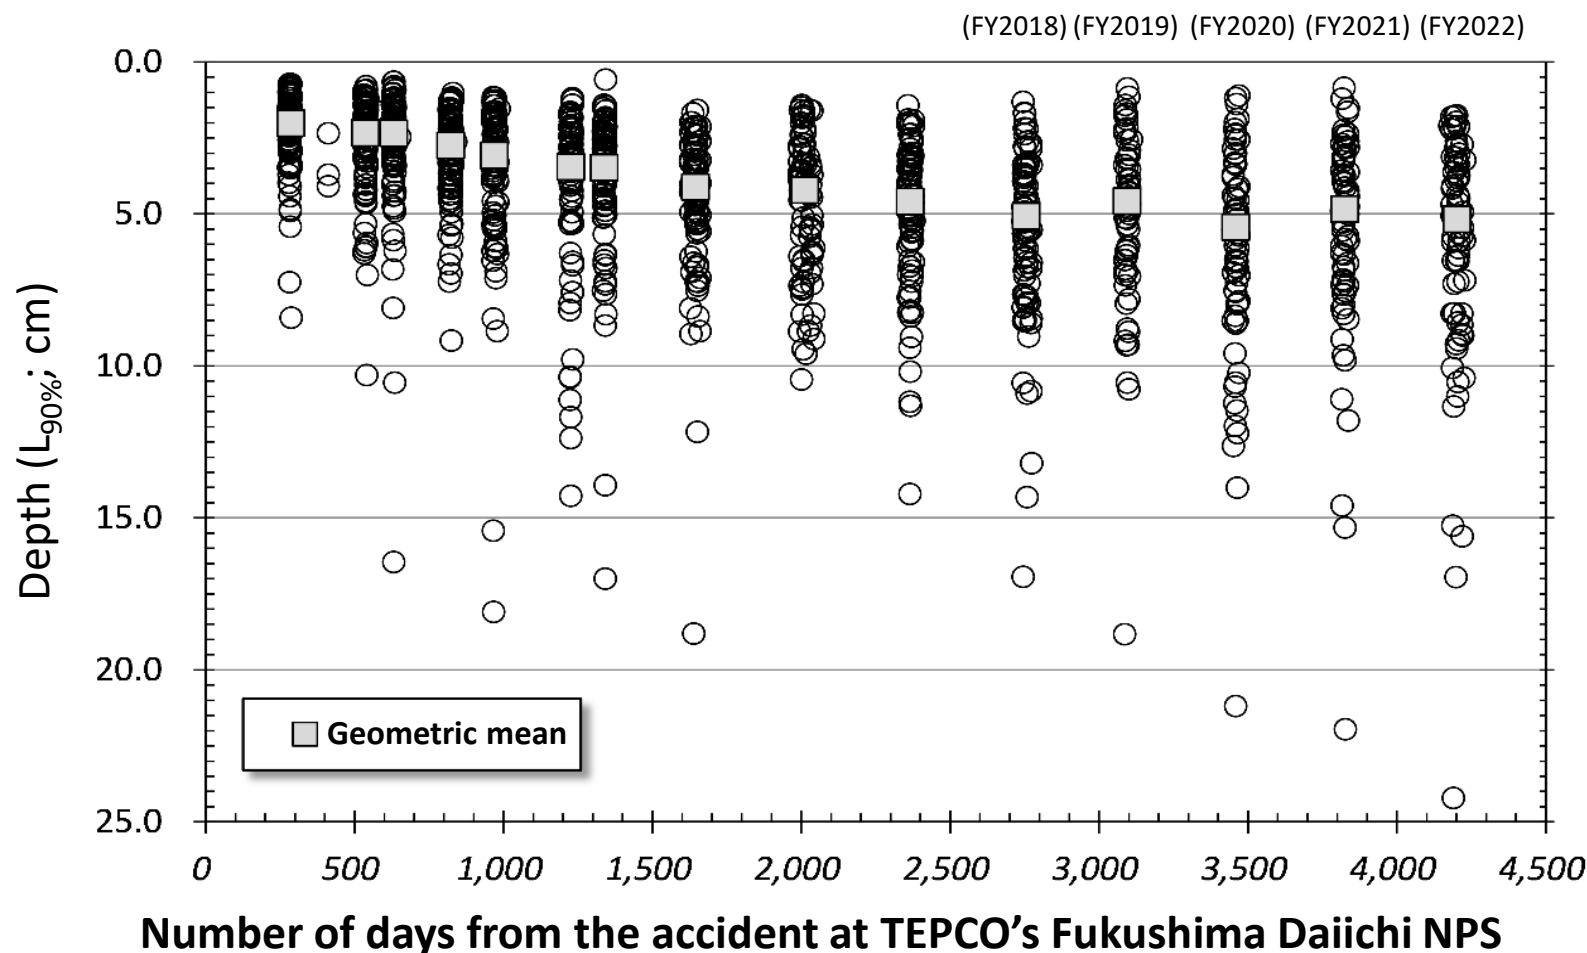 (FY2018) (FY2019) (FY2020) (FY2021) (FY2022)
0.0
5.0
10.0
15.0
20.0
25.0
Depth (L90%; cm)
Geometric mean
0 500 1,000 1,500 2,000 2,500 3,000 3,500 4,000 4,500
Number of days from the accident at TEPCO's Fukushima Daiichi NPS